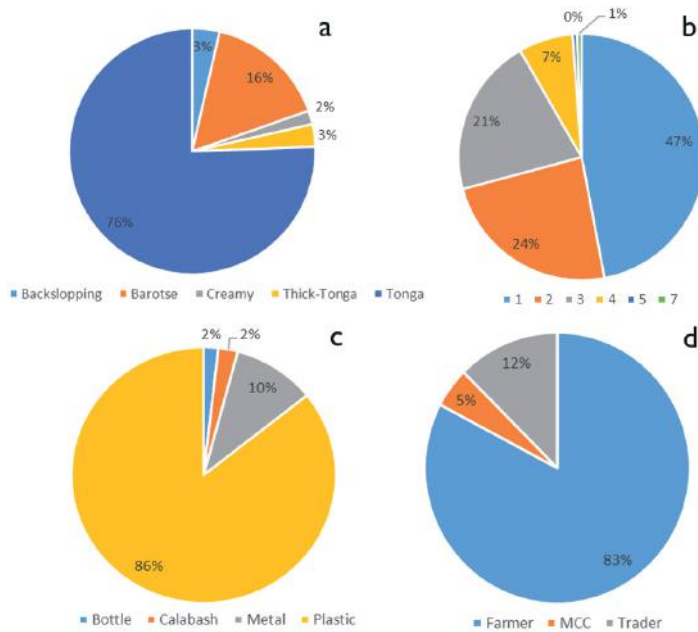 a
3%
16%
2%
3%
76%
Backslopping Barotse Creamy Thick-Tonga Tonga
b
0% 1%
7%
21%
47%
24%
1 2 3 4 5 7
c
2% 2%
10%
86%
Bottle Calabash Metal Plastic
d
12%
5%
83%
Farmer MCC Trader